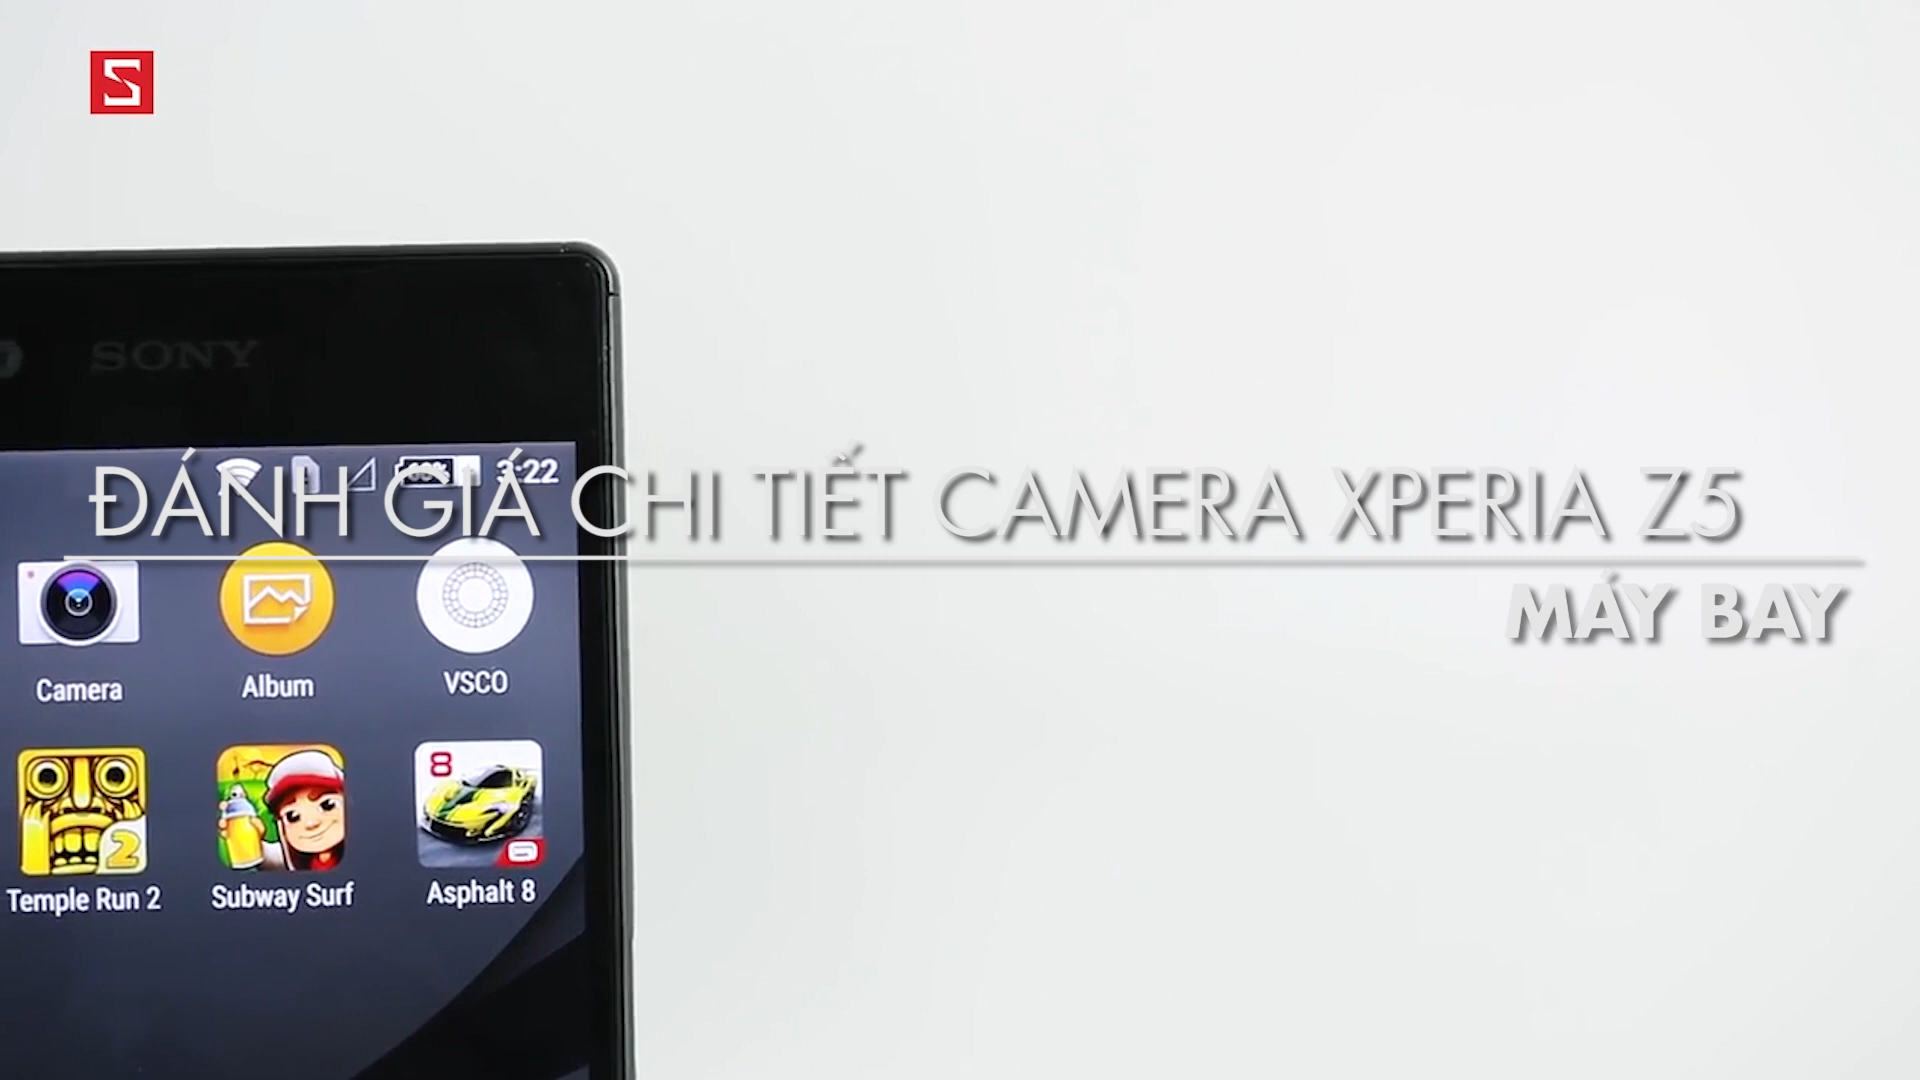 S
SONY
3:22
ĐÁNH GIÁ CHI TIẾT CAMERA XPERIA Z5
MÁY BAY
Camera
Album
VSCO
8
2
Temple Run 2
Subway Surf
Asphalt 8